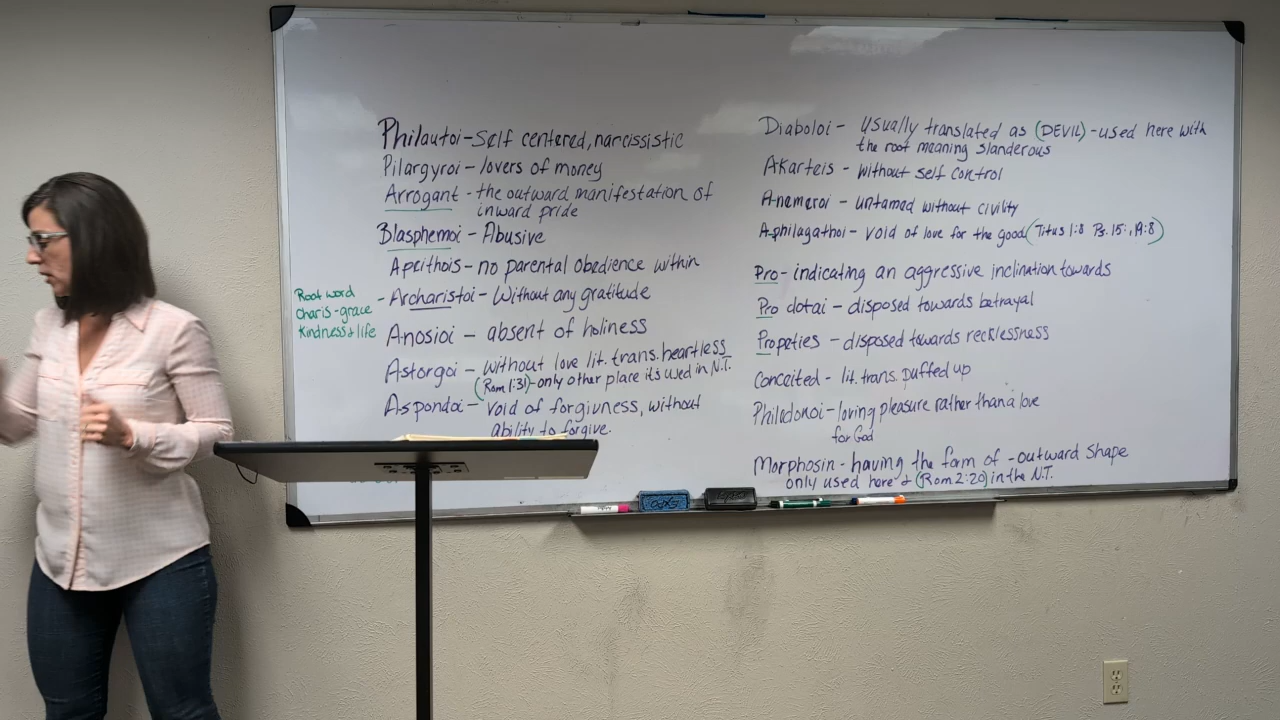 Philautoi - Self centered, narcissistic
Pilargyroi - lovers of money
Arrogant - the outward manifestation of
inward pride
Blasphemoi - Abusive
Apeithois - no parental obedience within
Root word
Charis - grace
Kindness & life
- Archaristoi - Without any gratitude
Anosioi - absent of holiness
Astorgoi - without love lit. trans. heartless
(Rom 1:31) - only other place its used in N.T.
Aspondoi - void of forgivness, without
ability to forgive.
Diaboloi - usually translated as (DEVIL) - used here with
the root meaning slanderous
Akarteis - without self control
Anemeroi - untamed without civility
Aphilagathoi - void of love for the good (Titus 1:8 Ps. 15:, 19:8)
Pro - indicating an aggressive inclination towards
Pro dotai - disposed towards betrayal
Propeties - disposed towards recklessness
Conceited - lit. trans. puffed up
Philedonoi - loving pleasure rather than a love
for God
Morphosin - having the form of - outward shape
only used here & (Rom 2:20) in the N.T.